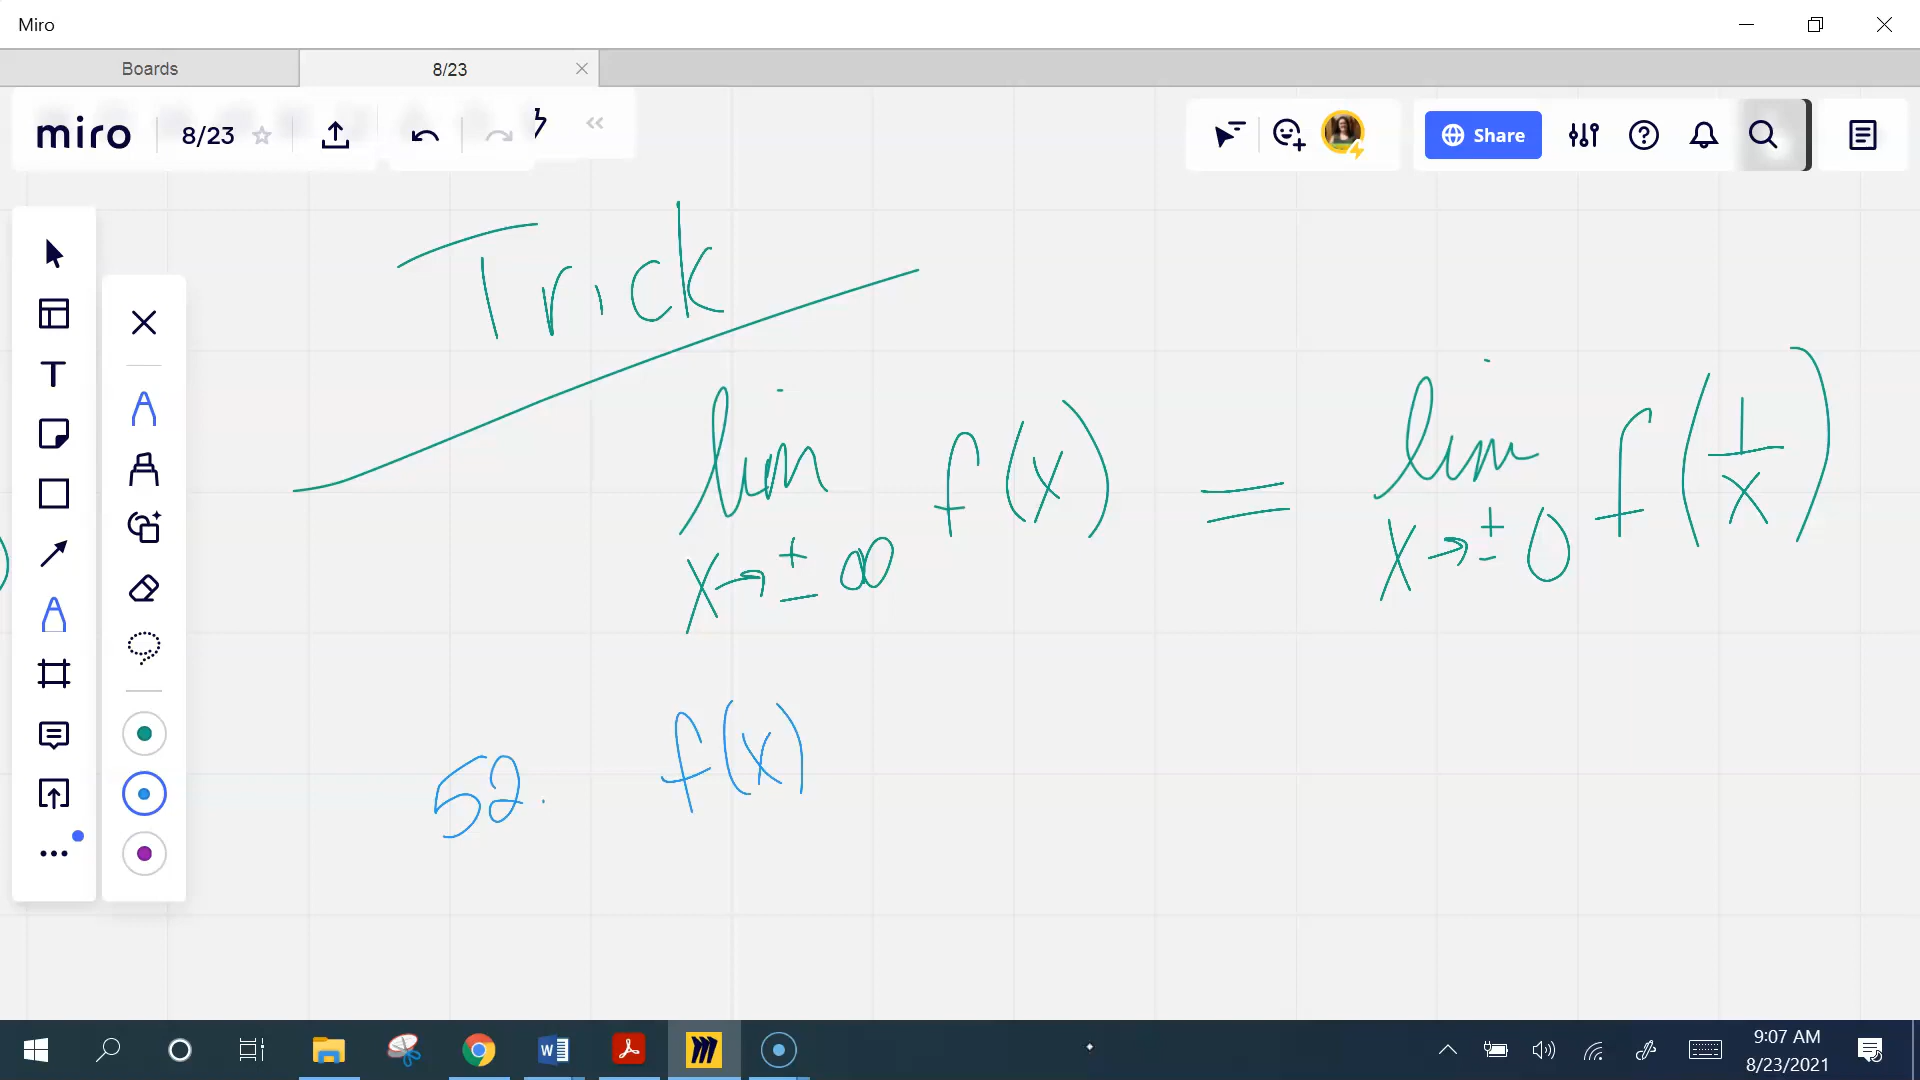 Miro
Boards
8/23
miro
8/23
Share
Trick
lim f(x) = lim f(1/x)
x→±∞ x→±0
52. f(x)
9:07 AM
8/23/2021